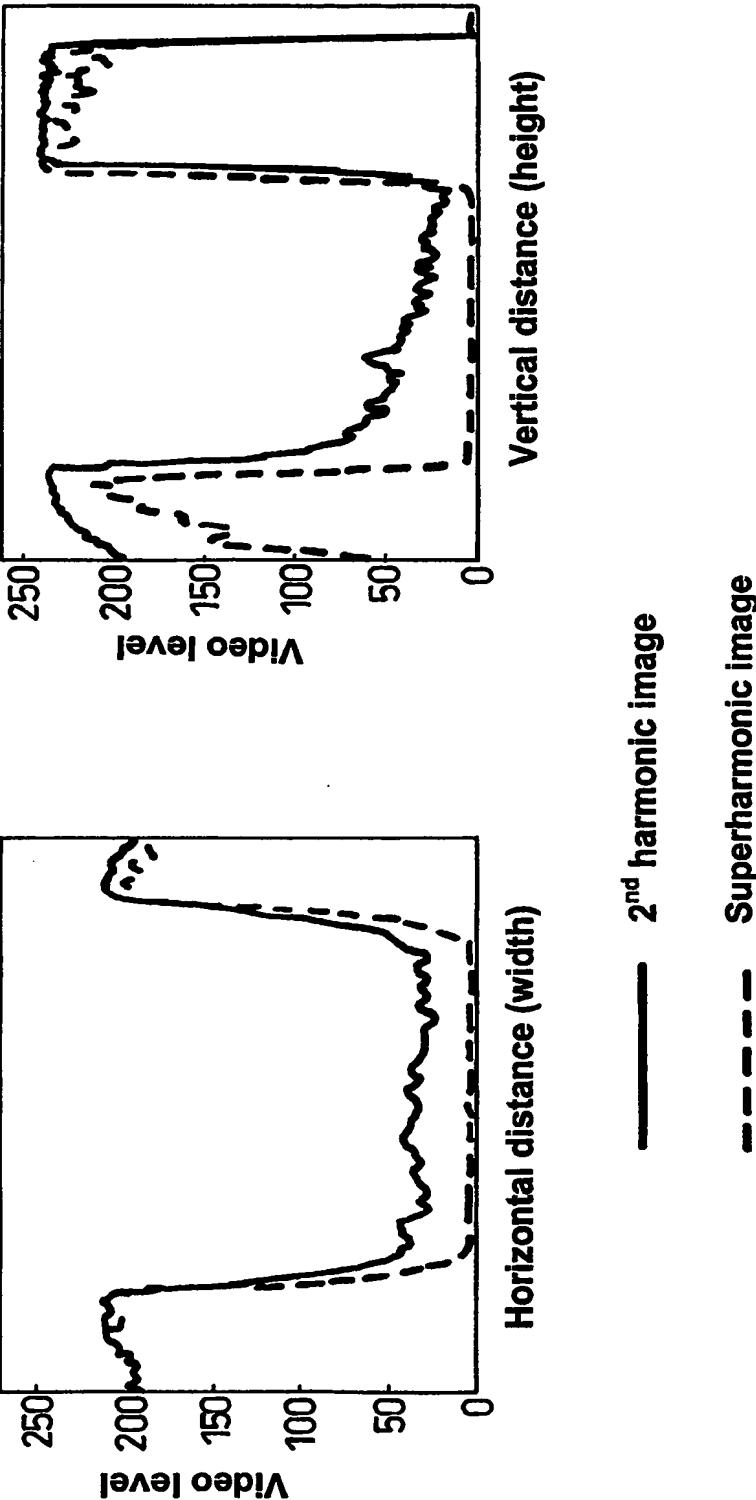 Video level
250
200
150
100
50
0
Horizontal distance (width)
Video level
250
200
150
100
50
0
Vertical distance (height)
2nd harmonic image
Superharmonic image